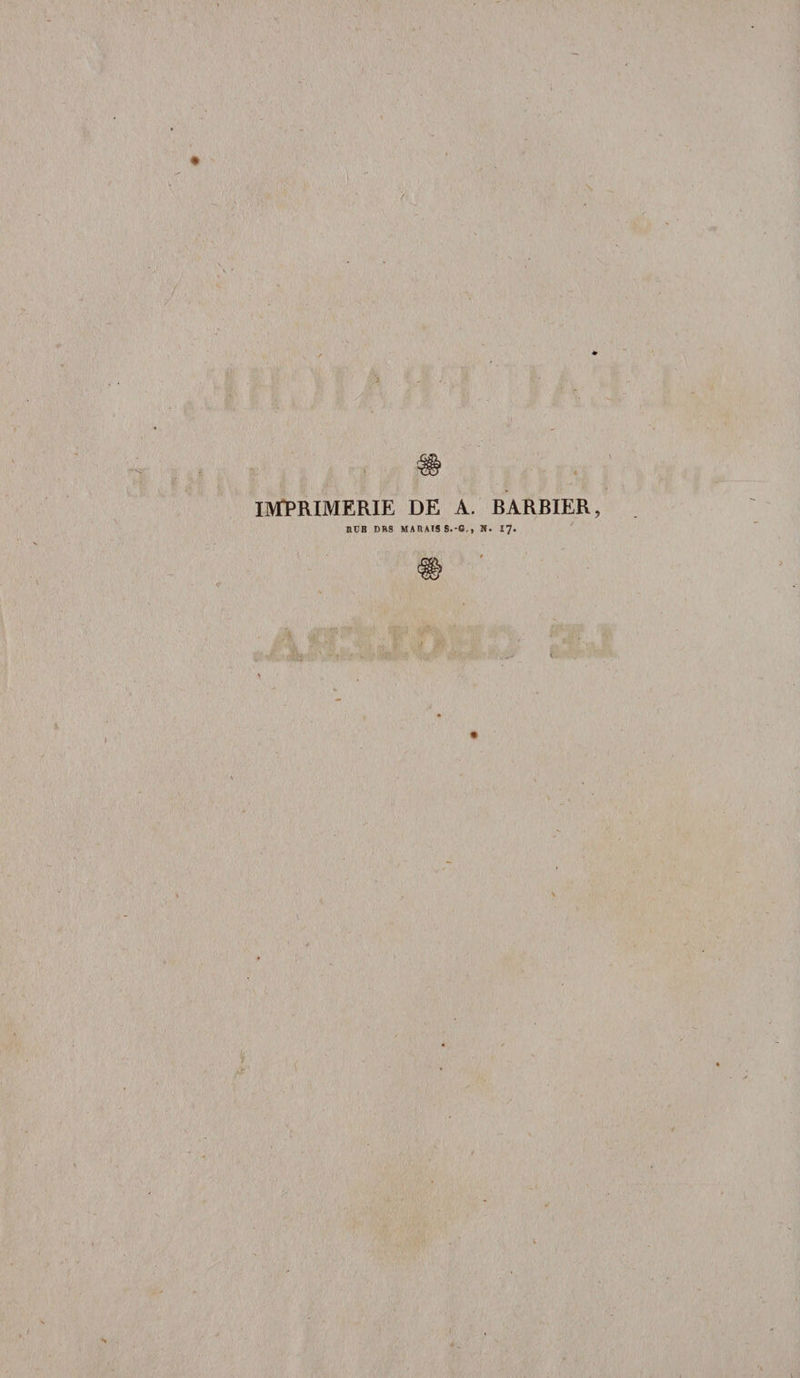 IMPRIMERIE DE A. BARBIER,
RUE DES MARAIS S.-G., N. 17.